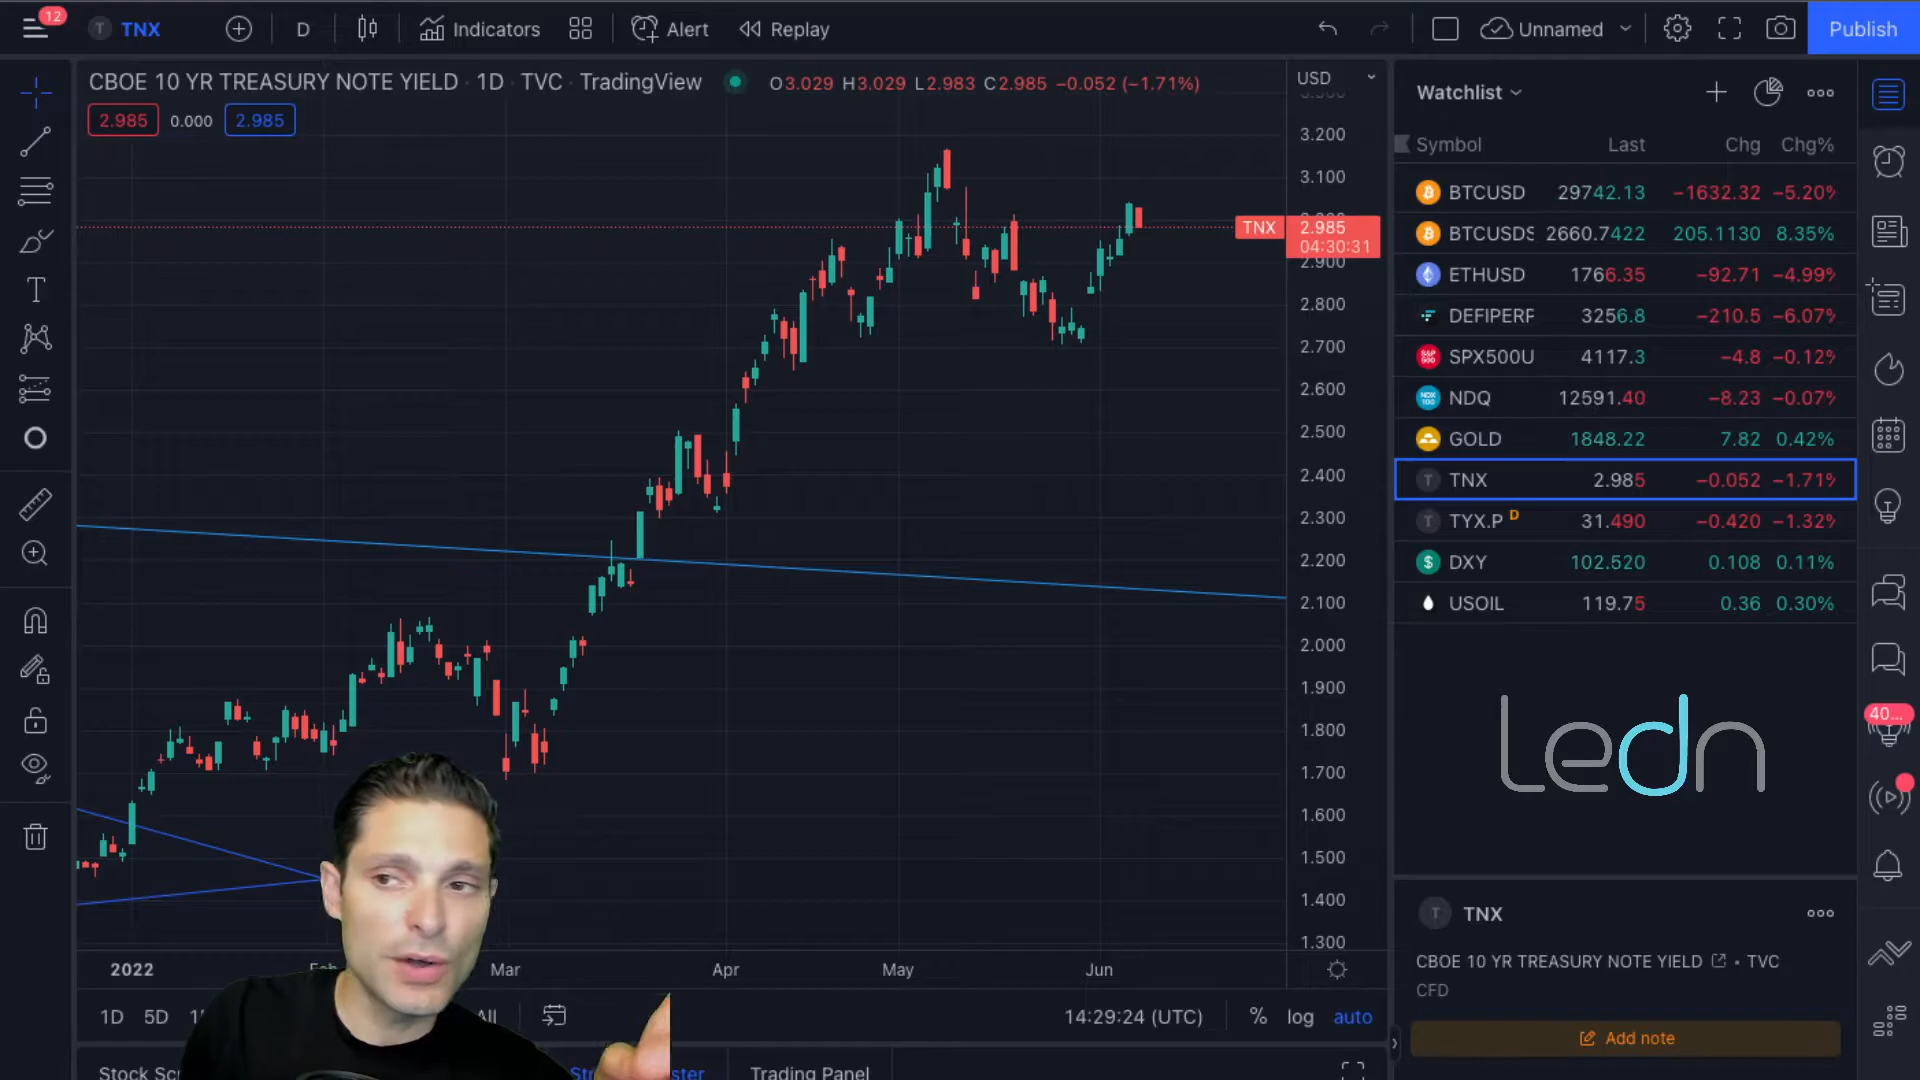 12
TNX
D
Indicators
Alert
Replay
Unnamed
Publish
CBOE 10 YR TREASURY NOTE YIELD · 1D · TVC · TradingView
O3.029 H3.029 L2.983 C2.985 −0.052 (−1.71%)
2.985 0.000 2.985
USD
3.200
3.100
TNX 2.985
04:30:31
2.900
2.800
2.700
2.600
2.500
2.400
2.300
2.200
2.100
2.000
1.900
1.800
1.700
1.600
1.500
1.400
1.300
2022 Mar Apr May Jun
1D 5D All
14:29:24 (UTC) % log auto
Trading Panel
Watchlist
Symbol Last Chg Chg%
BTCUSD 29742.13 −1632.32 −5.20%
BTCUSDS 2660.7422 205.1130 8.35%
ETHUSD 1766.35 −92.71 −4.99%
DEFIPERP 3256.8 −210.5 −6.07%
SPX500U 4117.3 −4.8 −0.12%
NDQ 12591.40 −8.23 −0.07%
GOLD 1848.22 7.82 0.42%
TNX 2.985 −0.052 −1.71%
TYX.P D 31.490 −0.420 −1.32%
DXY 102.520 0.108 0.11%
USOIL 119.75 0.36 0.30%
ledn
40...
TNX
CBOE 10 YR TREASURY NOTE YIELD • TVC
CFD
Add note